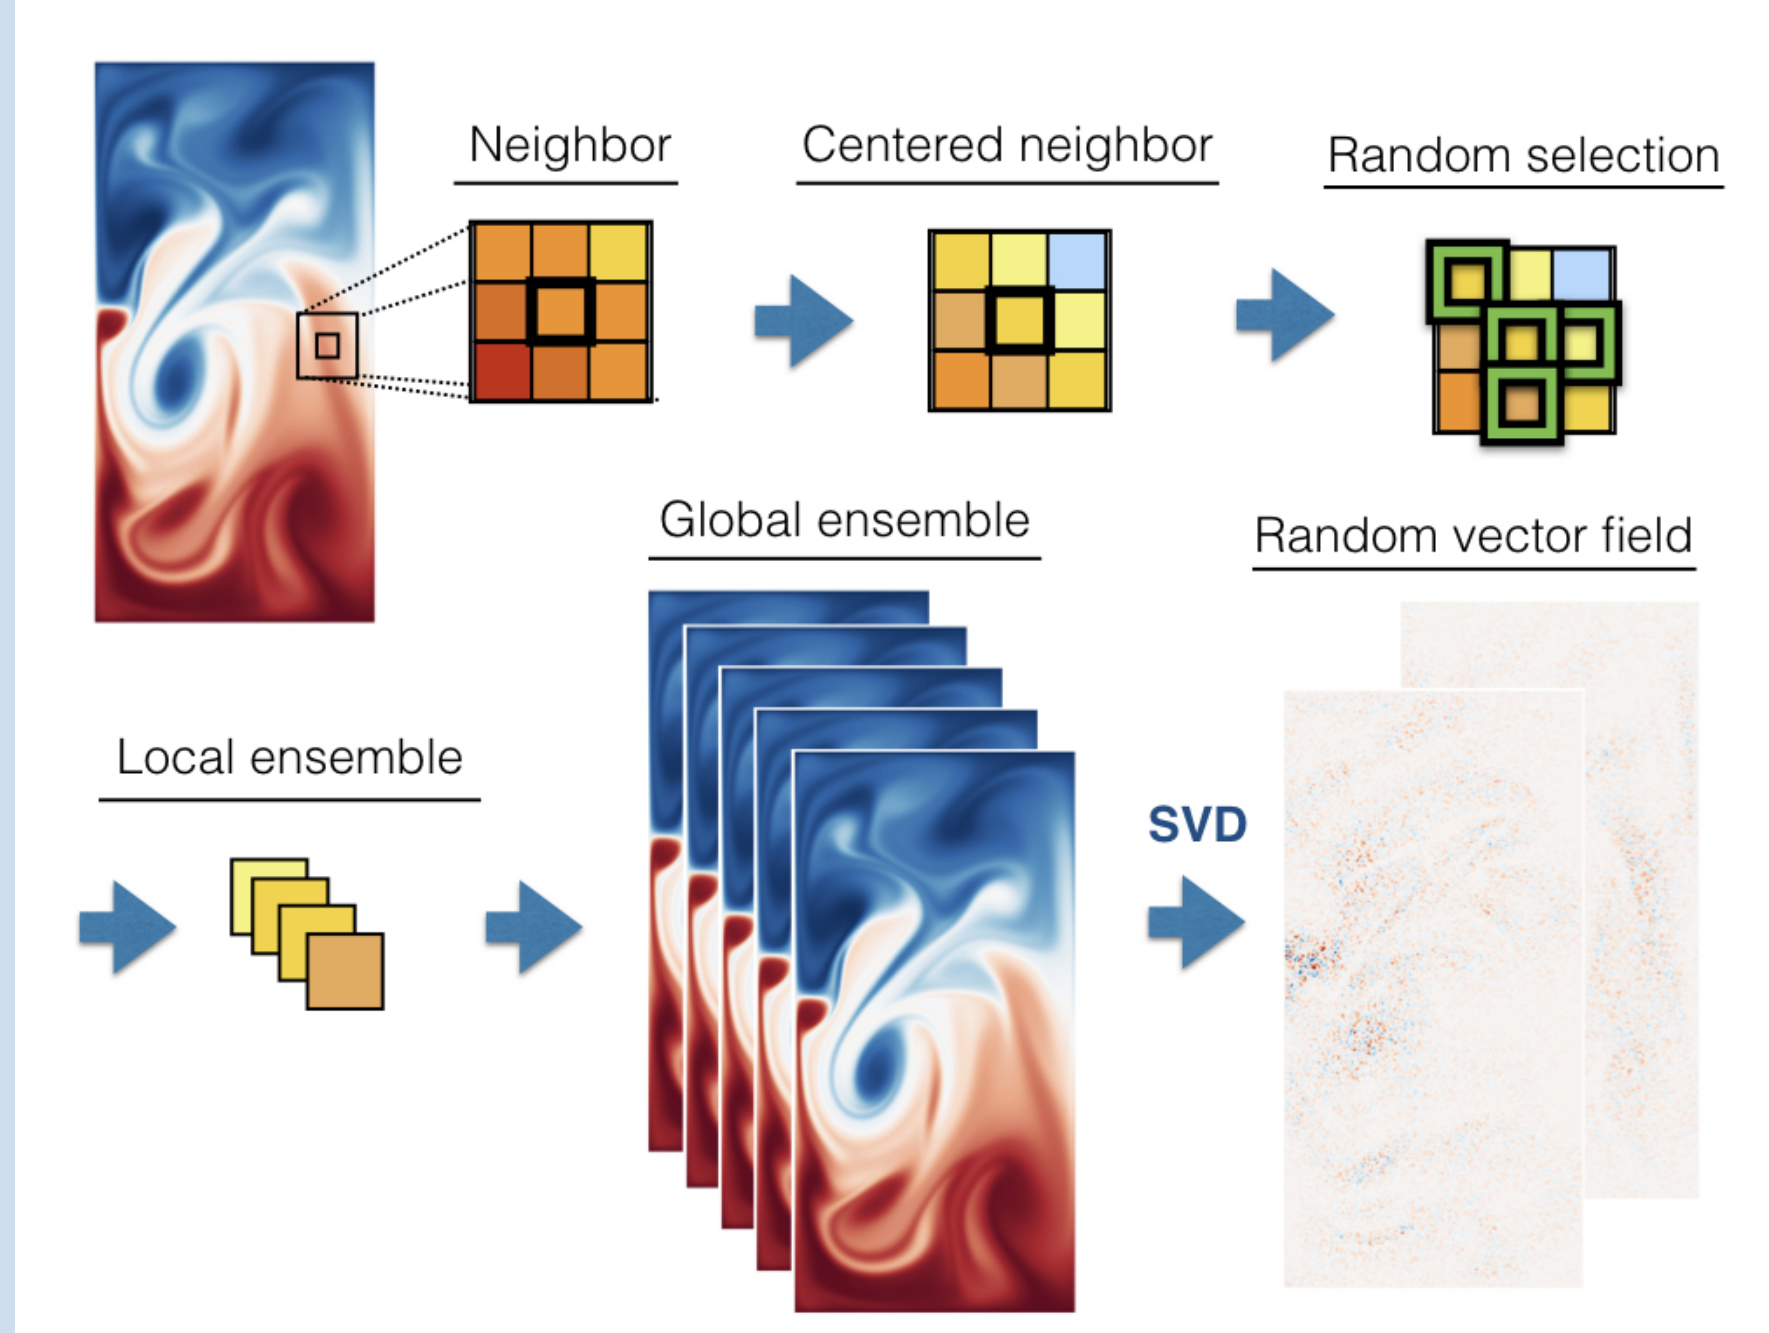 Neighbor
Centered neighbor
Random selection
Global ensemble
Random vector field
Local ensemble
SVD